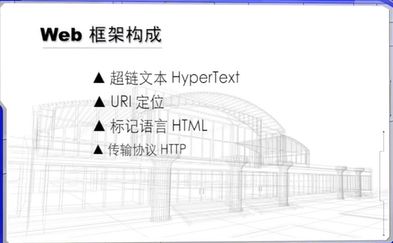 Web 框架构成
▲ 超链文本 HyperText
▲ URI 定位
▲ 标记语言 HTML
▲ 传输协议 HTTP